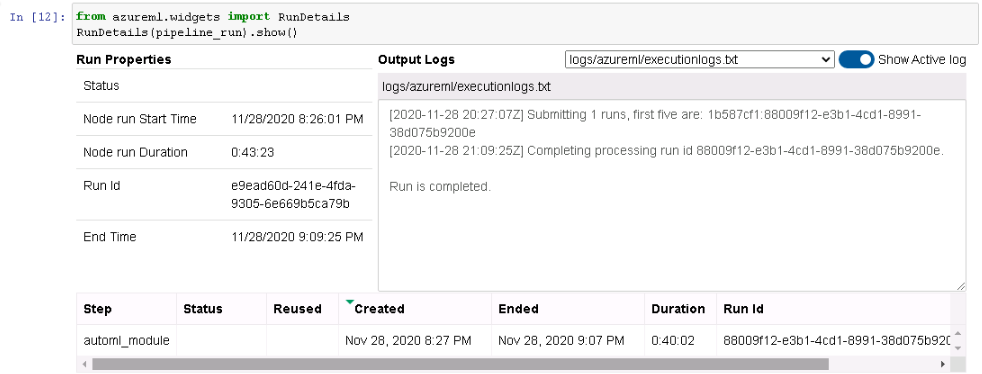 In [12]: from azureml.widgets import RunDetails
RunDetails(pipeline_run).show()
Run Properties
Status
Node run Start Time 11/28/2020 8:26:01 PM
Node run Duration 0:43:23
Run Id e9ead60d-241e-4fda-
9305-6e669b5ca79b
End Time 11/28/2020 9:09:25 PM
Output Logs logs/azureml/executionlogs.txt Show Active log
logs/azureml/executionlogs.txt
[2020-11-28 20:27:07Z] Submitting 1 runs, first five are: 1b587cf1:88009f12-e3b1-4cd1-8991-
38d075b9200e
[2020-11-28 21:09:25Z] Completing processing run id 88009f12-e3b1-4cd1-8991-38d075b9200e.
Run is completed.
Step Status Reused Created Ended Duration Run Id
automl_module Nov 28, 2020 8:27 PM Nov 28, 2020 9:07 PM 0:40:02 88009f12-e3b1-4cd1-8991-38d075b920